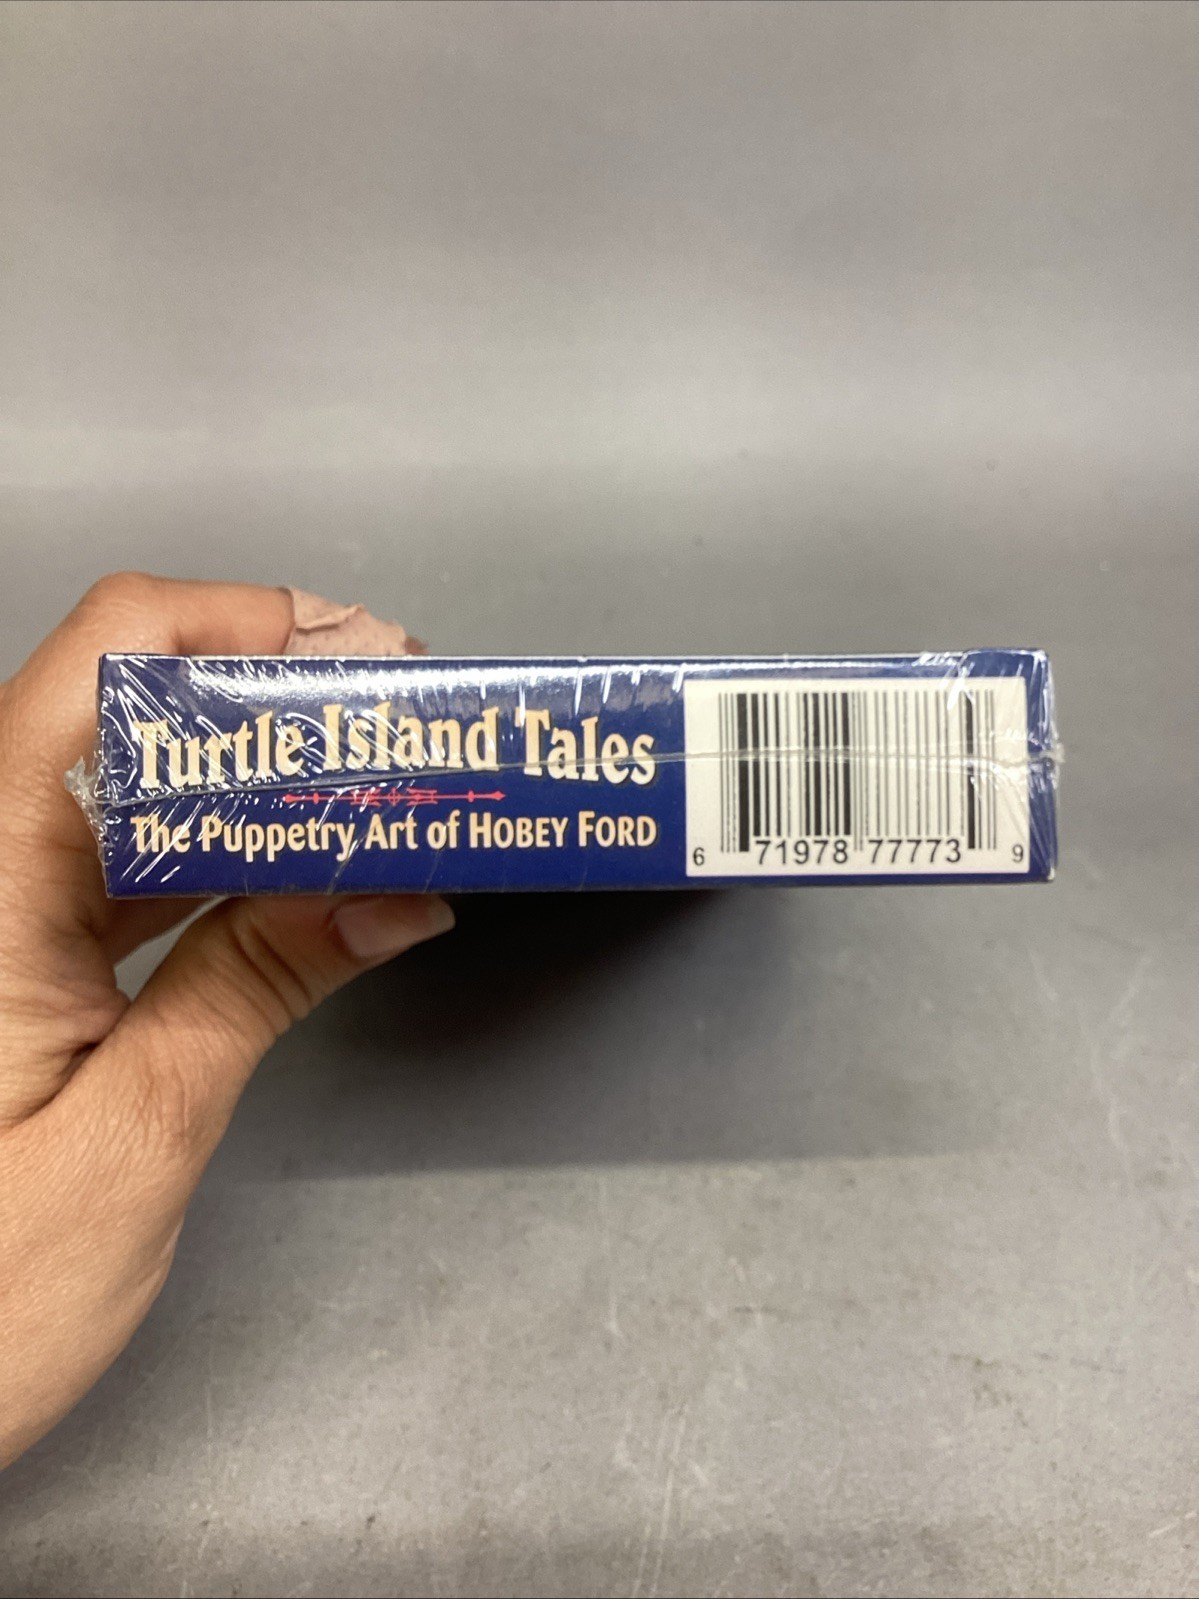 Turtle Island Tales
The Puppetry Art of HOBEY FORD
6 71978 77773 9